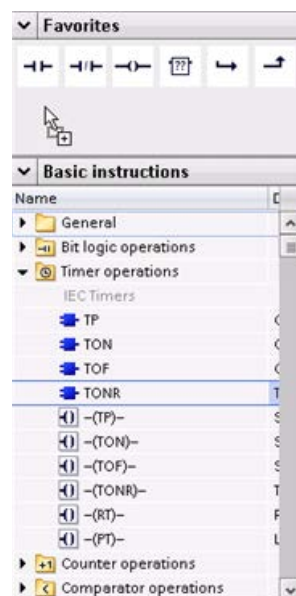 Favorites
??
Basic instructions
Name
General
Bit logic operations
Timer operations
IEC Timers
TP
TON
TOF
TONR
–(TP)–
–(TON)–
–(TOF)–
–(TONR)–
–(RT)–
–(PT)–
+1 Counter operations
Comparator operations